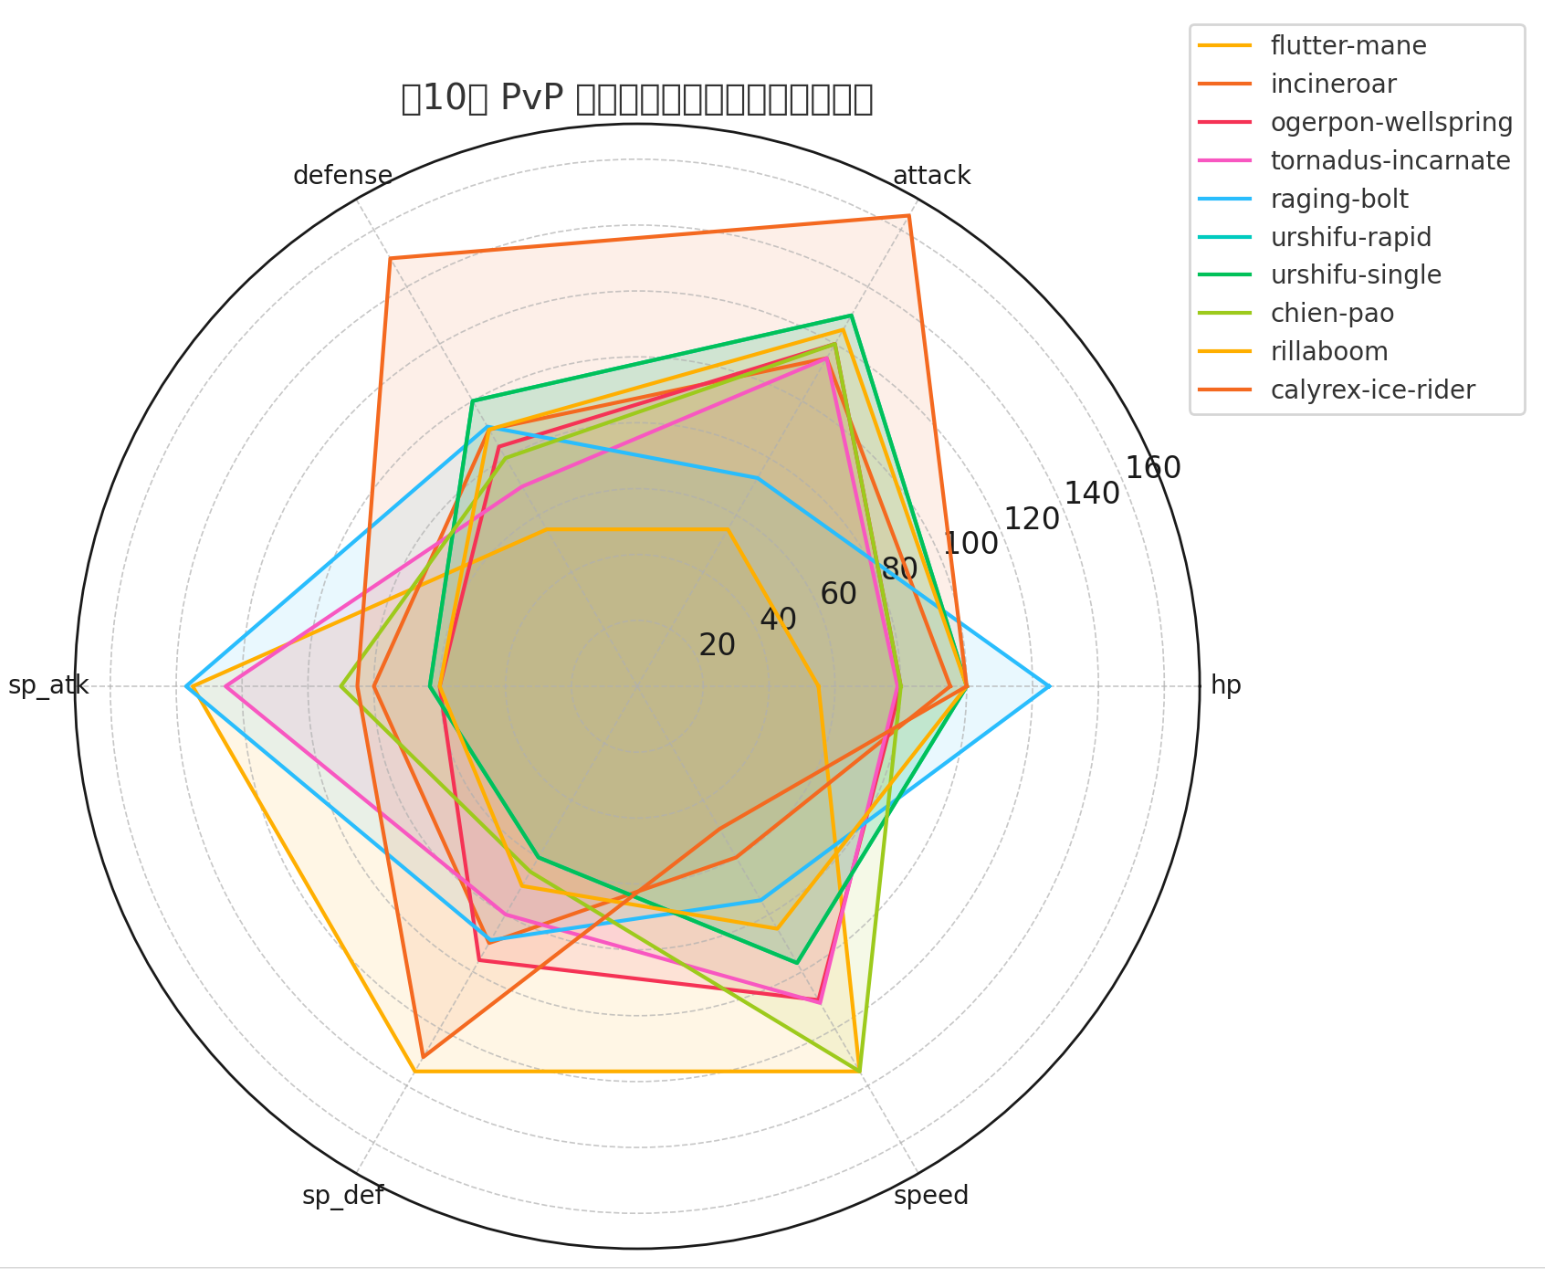 10 PvP
defense
attack
sp_atk
hp
sp_def
speed
20
40
60
80
100
120
140
160
flutter-mane
incineroar
ogerpon-wellspring
tornadus-incarnate
raging-bolt
urshifu-rapid
urshifu-single
chien-pao
rillaboom
calyrex-ice-rider